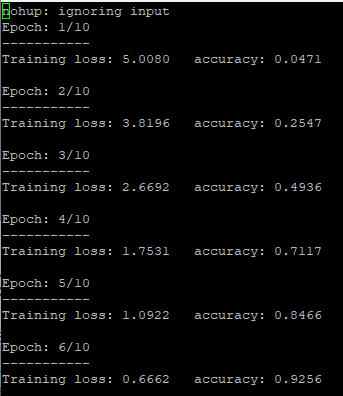 nohup: ignoring input
Epoch: 1/10
-----------
Training loss: 5.0080   accuracy: 0.0471
Epoch: 2/10
-----------
Training loss: 3.8196   accuracy: 0.2547
Epoch: 3/10
-----------
Training loss: 2.6692   accuracy: 0.4936
Epoch: 4/10
-----------
Training loss: 1.7531   accuracy: 0.7117
Epoch: 5/10
-----------
Training loss: 1.0922   accuracy: 0.8466
Epoch: 6/10
-----------
Training loss: 0.6662   accuracy: 0.9256